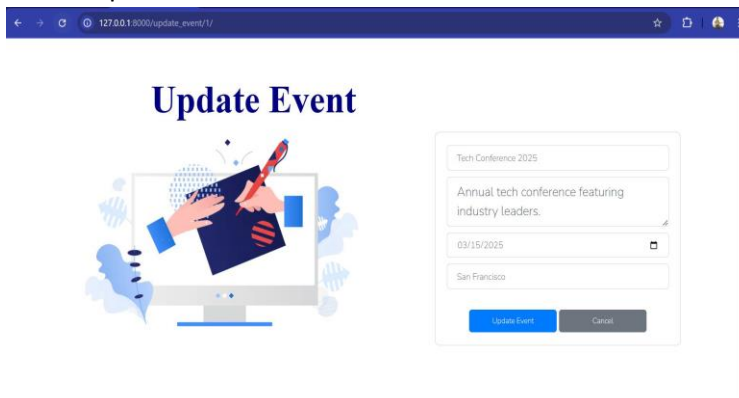 127.0.0.1:8000/update_event/1/
Update Event
Tech Conference 2025
Annual tech conference featuring
industry leaders.
03/15/2025
San Francisco
Update Event
Cancel